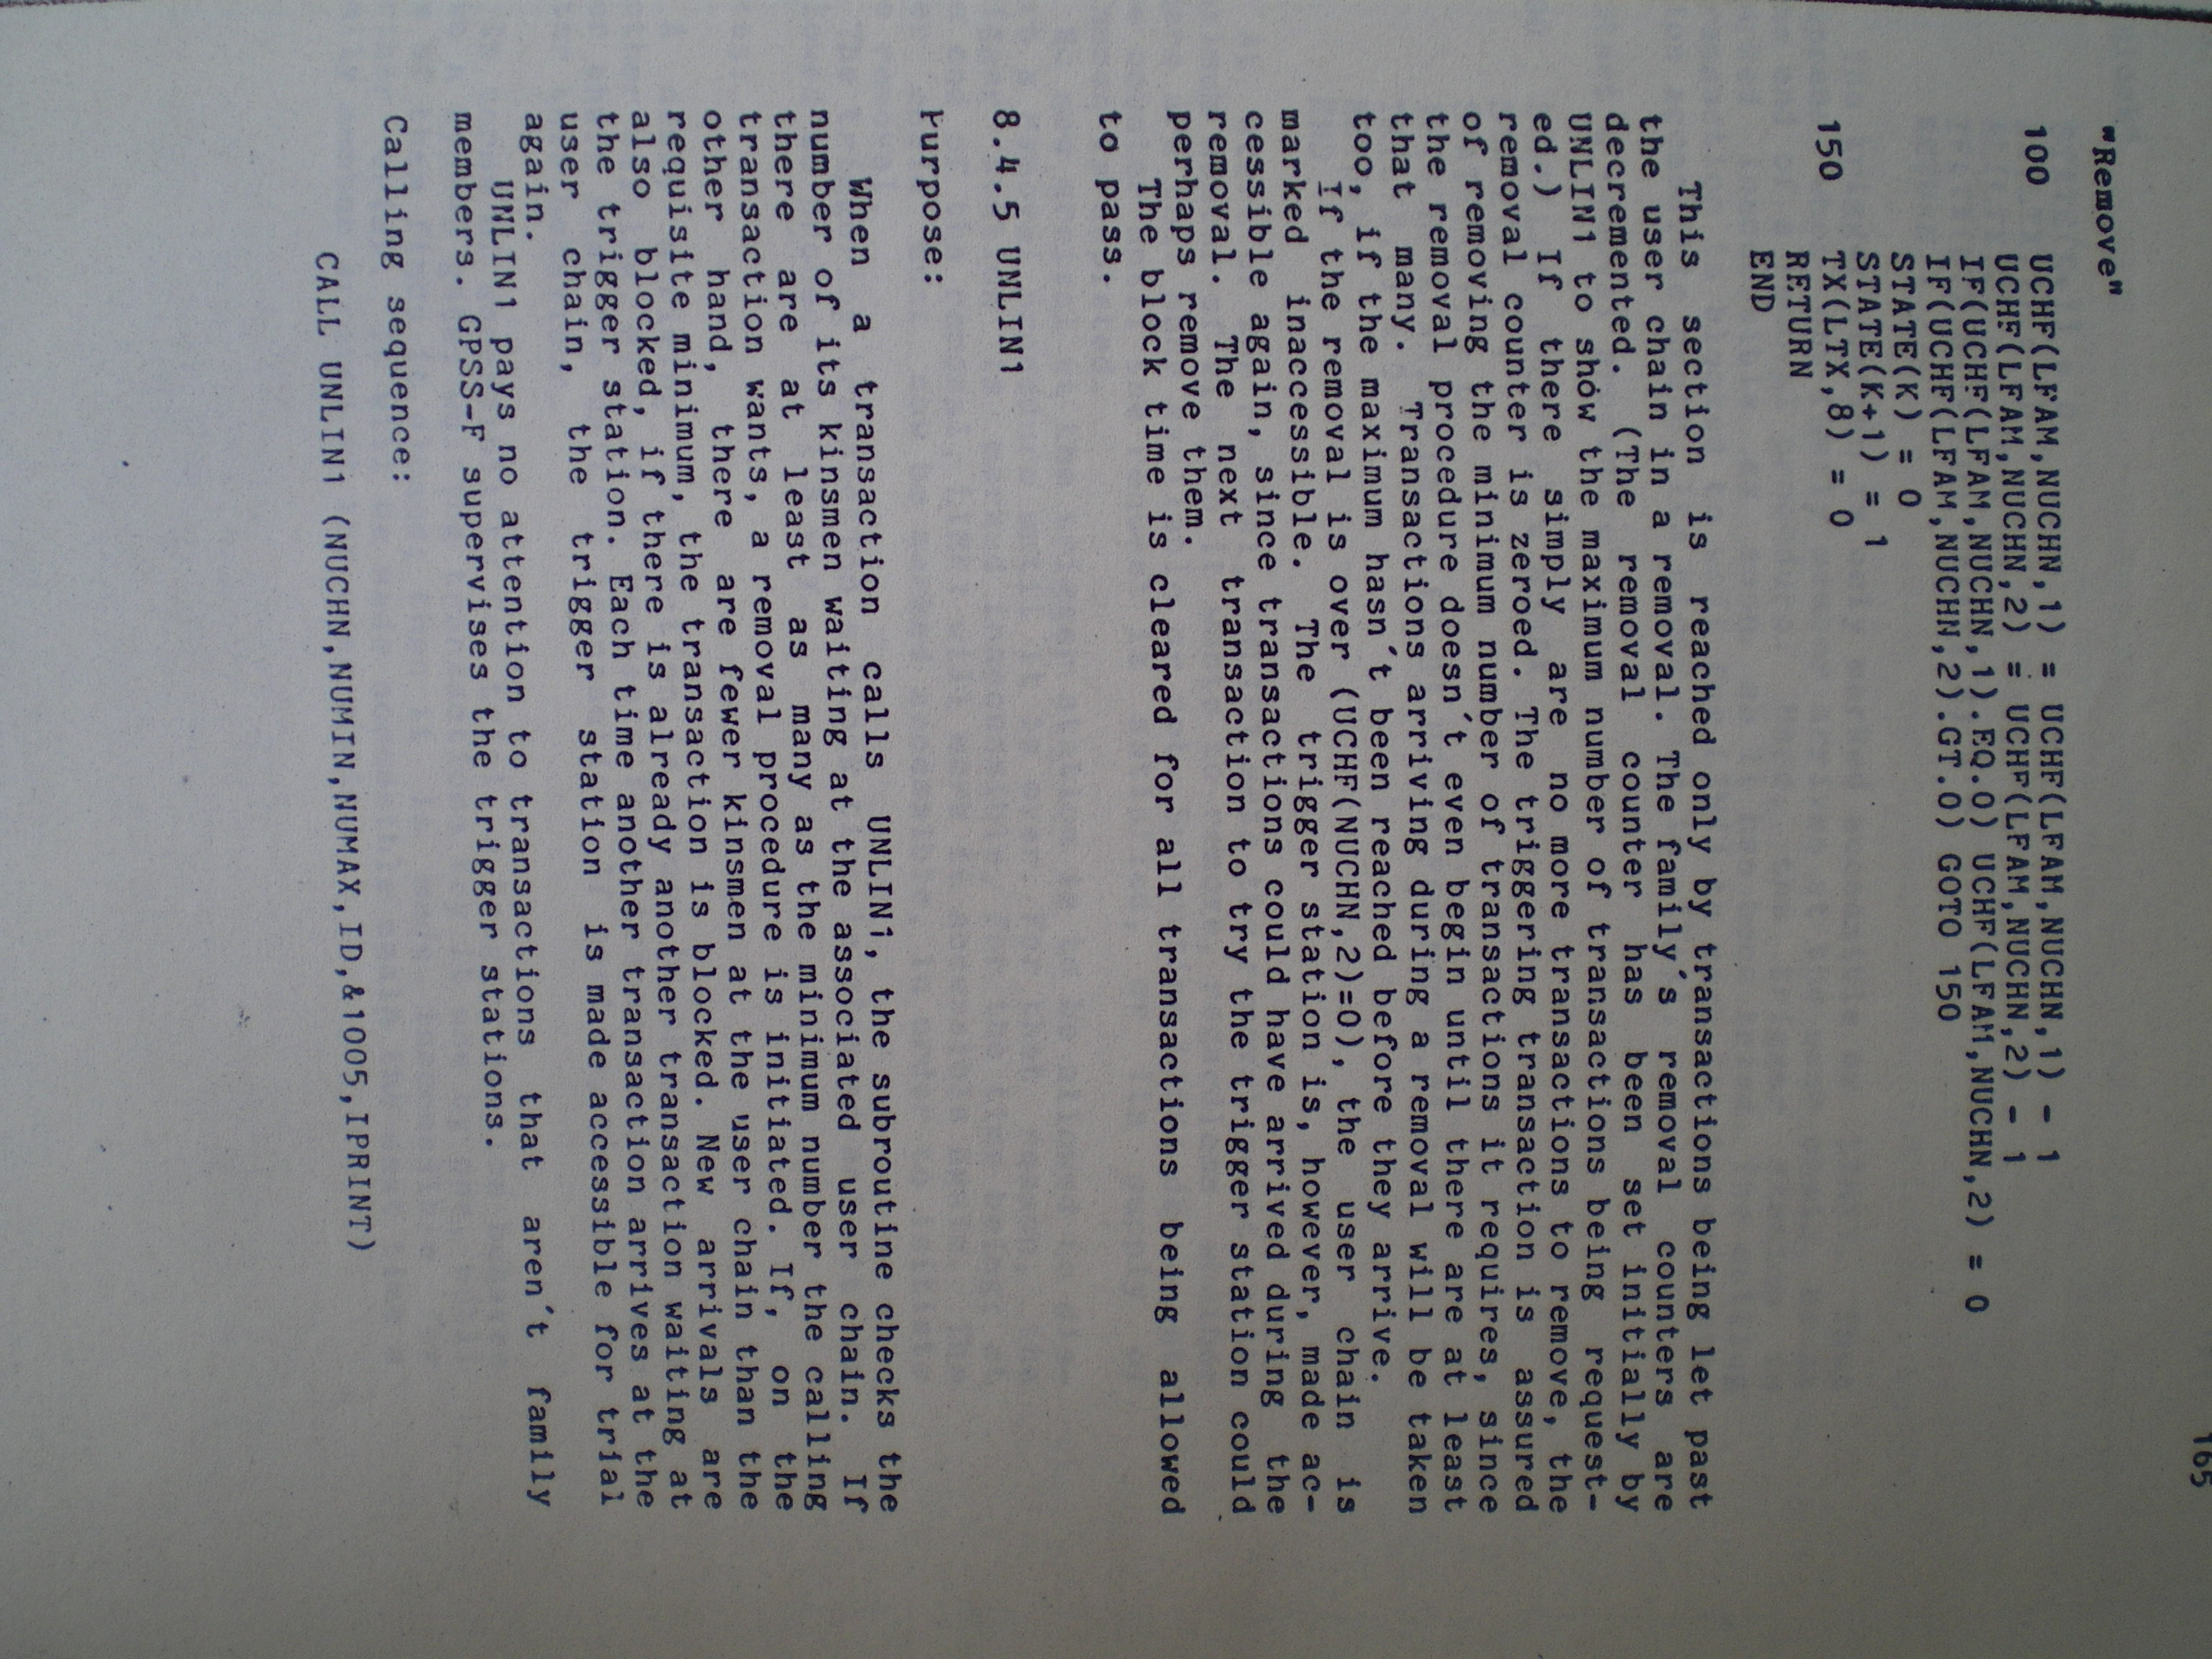 165
"Remove"
100 UCHF(LFAM,NUCHN,1) = UCHF(LFAM,NUCHN,1) - 1
UCHF(LFAM,NUCHN,2) = UCHF(LFAM,NUCHN,2) - 1
IF(UCHF(LFAM,NUCHN,1).EQ.0) UCHF(LFAM,NUCHN,2) = 0
IF(UCHF(LFAM,NUCHN,2).GT.0) GOTO 150
STATE(K) = 0
STATE(K+1) = 1
150 TX(LTX,8) = 0
RETURN
END
This section is reached only by transactions being let past
the user chain in a removal. The family's removal counters are
decremented. (The removal counter has been set initially by
UNLIN1 to show the maximum number of transactions being request-
ed.) If there simply are no more transactions to remove, the
removal counter is zeroed. The triggering transaction is assured
of removing the minimum number of transactions it requires, since
the removal procedure doesn't even begin until there are at least
that many. Transactions arriving during a removal will be taken
too, if the maximum hasn't been reached before they arrive.
If the removal is over (UCHF(NUCHN,2)=0), the user chain is
marked inaccessible. The trigger station is, however, made ac-
cessible again, since transactions could have arrived during the
removal. The next transaction to try the trigger station could
perhaps remove them.
The block time is cleared for all transactions being allowed
to pass.
8.4.5 UNLIN1
Purpose:
When a transaction calls UNLIN1, the subroutine checks the
number of its kinsmen waiting at the associated user chain. If
there are at least as many as the minimum number the calling
transaction wants, a removal procedure is initiated. If, on the
other hand, there are fewer kinsmen at the user chain than the
requisite minimum, the transaction is blocked. New arrivals are
also blocked, if there is already another transaction waiting at
the trigger station. Each time another transaction arrives at the
user chain, the trigger station is made accessible for trial
again.
UNLIN1 pays no attention to transactions that aren't family
members. GPSS-F supervises the trigger stations.
Calling sequence:
CALL UNLIN1 (NUCHN,NUMIN,NUMAX,ID,&1005,IPRINT)